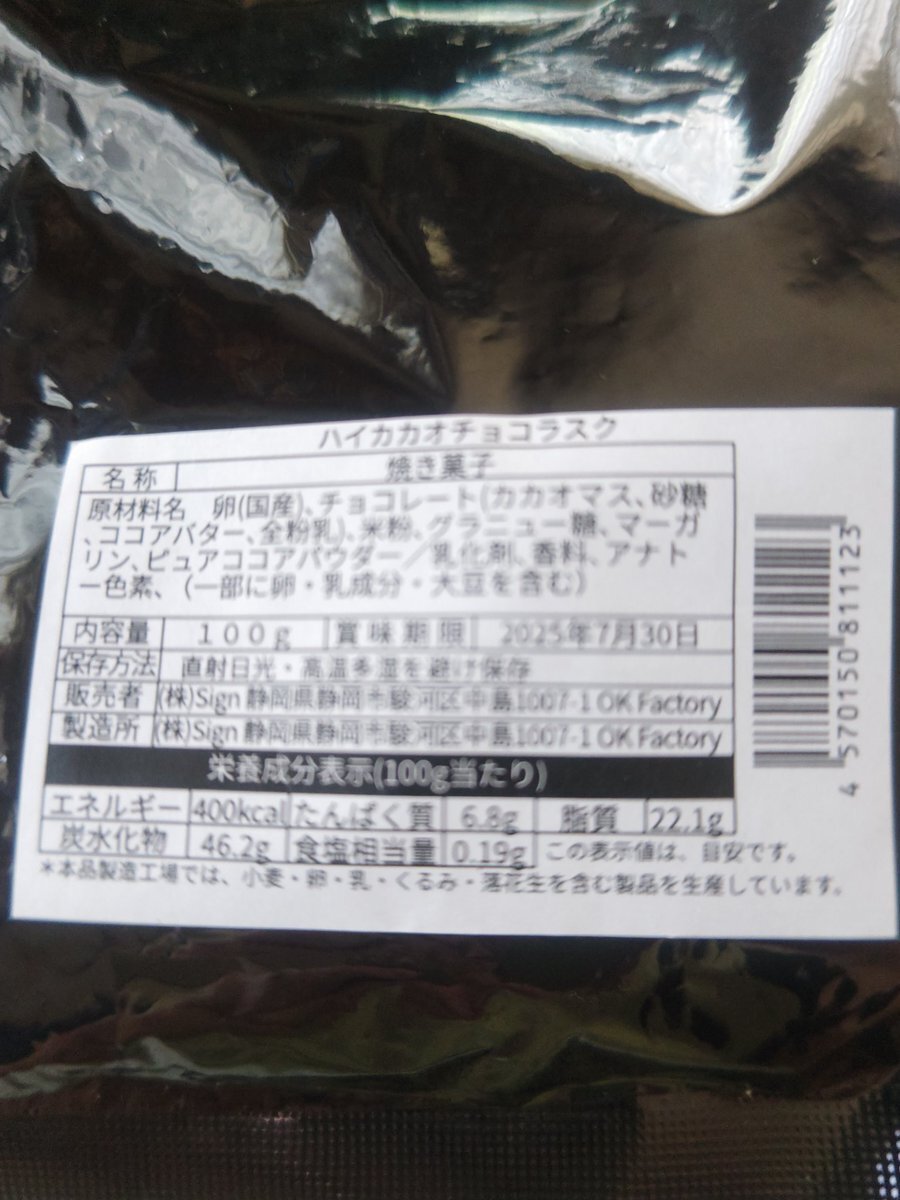 ハイカカオチョコラスク
名称 焼き菓子
原材料名 卵(国産)、チョコレート(カカオマス、砂糖
、ココアバター、全粉乳)、米粉、グラニュー糖、マーガ
リン、ピュアココアパウダー／乳化剤、香料、アナト
ー色素、(一部に卵・乳成分・大豆を含む)
内容量 100g 賞味期限 2025年7月30日
保存方法 直射日光・高温多湿を避け保存
販売者 (株)Sign 静岡県静岡市駿河区中島1007-1 OK Factory
製造所 (株)Sign 静岡県静岡市駿河区中島1007-1 OK Factory
栄養成分表示(100g当たり)
エネルギー 400kcal たんぱく質 6.8g 脂質 22.1g
炭水化物 46.2g 食塩相当量 0.19g この表示値は、目安です。
*本品製造工場では、小麦・卵・乳・くるみ・落花生を含む製品を生産しています。
4 570150 811123